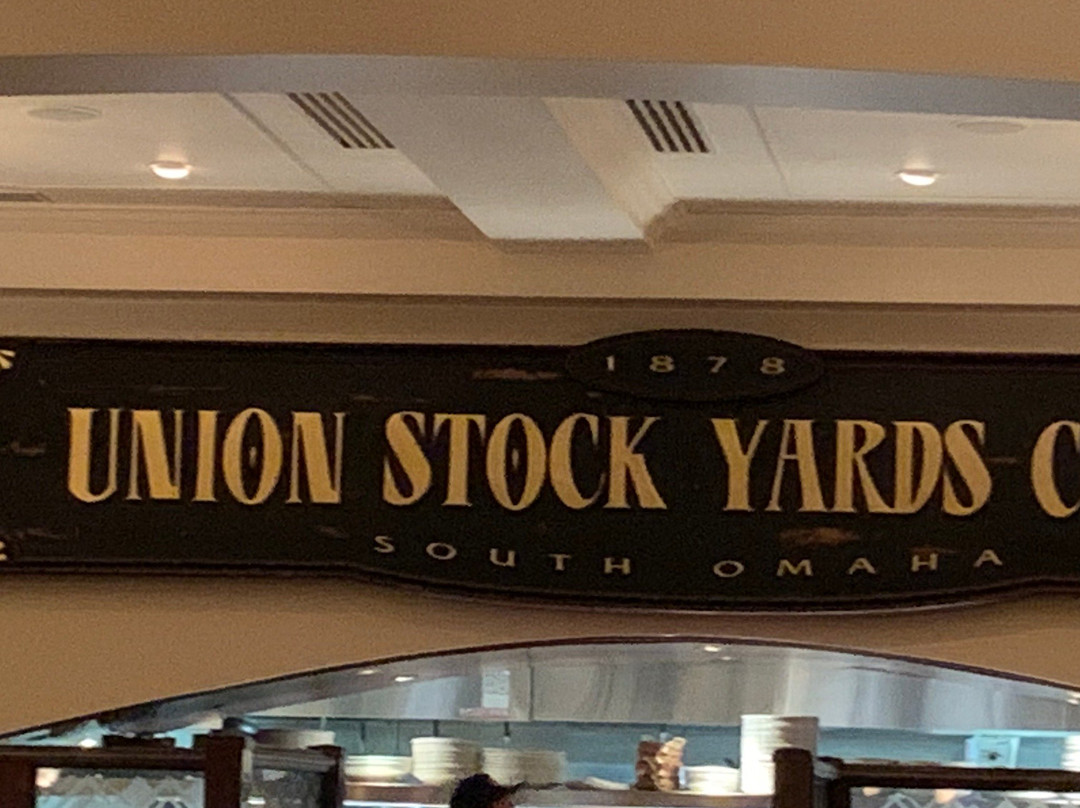 1878
UNION STOCK YARDS C
SOUTH OMAHA